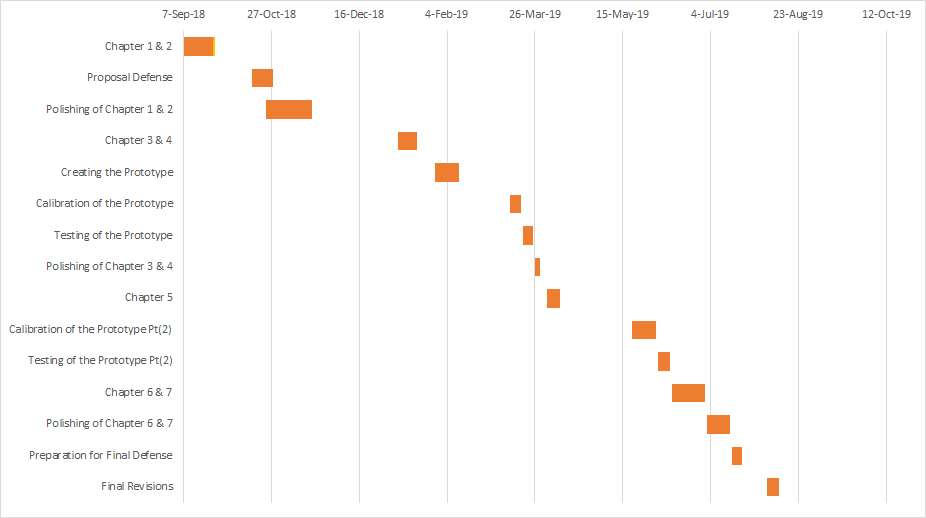 7-Sep-18 27-Oct-18 16-Dec-18 4-Feb-19 26-Mar-19 15-May-19 4-Jul-19 23-Aug-19 12-Oct-19
Chapter 1 & 2
Proposal Defense
Polishing of Chapter 1 & 2
Chapter 3 & 4
Creating the Prototype
Calibration of the Prototype
Testing of the Prototype
Polishing of Chapter 3 & 4
Chapter 5
Calibration of the Prototype Pt(2)
Testing of the Prototype Pt(2)
Chapter 6 & 7
Polishing of Chapter 6 & 7
Preparation for Final Defense
Final Revisions